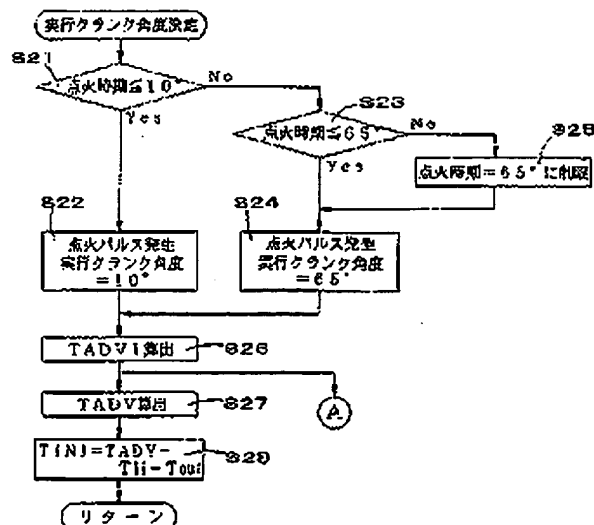 実行クランク角度決定
S21
点火時期≦10°
No
Yes
S23
点火時期≦65°
No
Yes
S25
点火時期=65°に制限
S22
点火パルス発生
実行クランク角度
=10°
S24
点火パルス発生
実行クランク角度
=65°
TADV1算出
S26
A
TADV算出
S27
TINJ=TADV-
S29
リターン